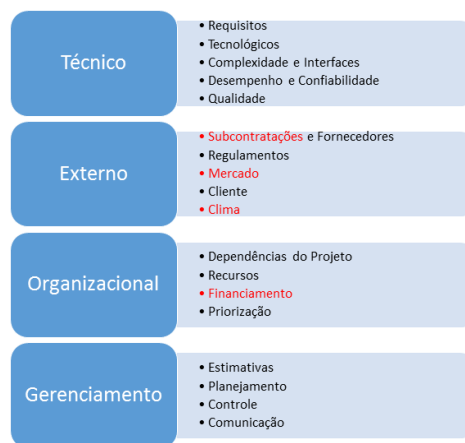 Técnico
• Requisitos
• Tecnológicos
• Complexidade e Interfaces
• Desempenho e Confiabilidade
• Qualidade
Externo
• Subcontratações e Fornecedores
• Regulamentos
• Mercado
• Cliente
• Clima
Organizacional
• Dependências do Projeto
• Recursos
• Financiamento
• Priorização
Gerenciamento
• Estimativas
• Planejamento
• Controle
• Comunicação